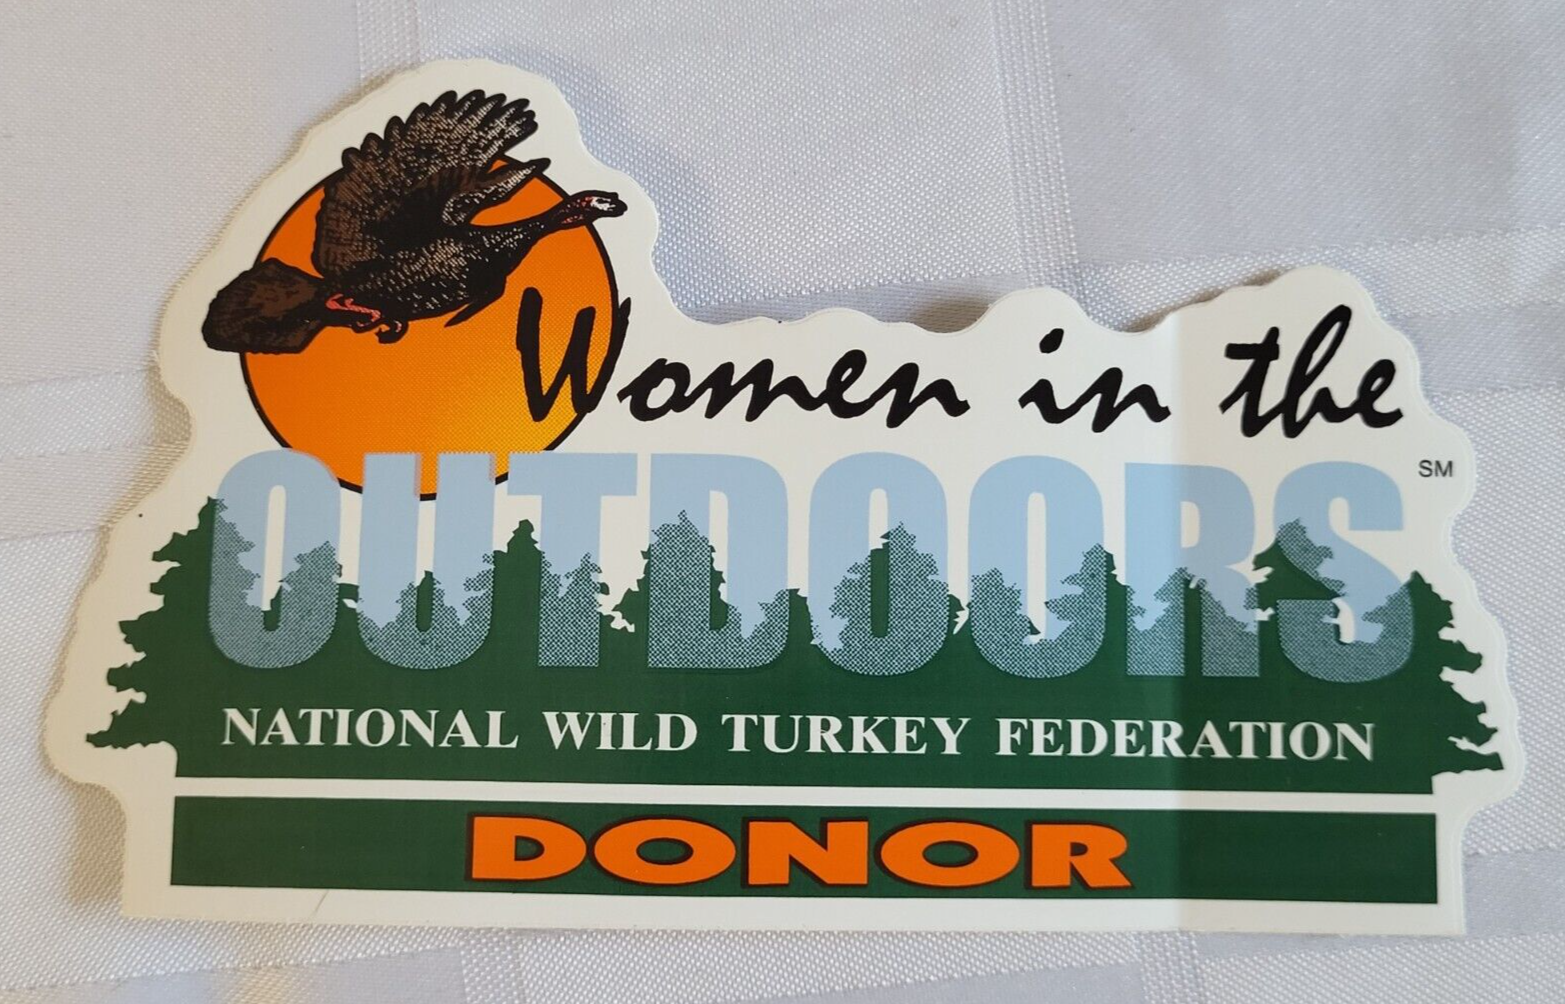 Women in the
OUTDOORS SM
NATIONAL WILD TURKEY FEDERATION
DONOR